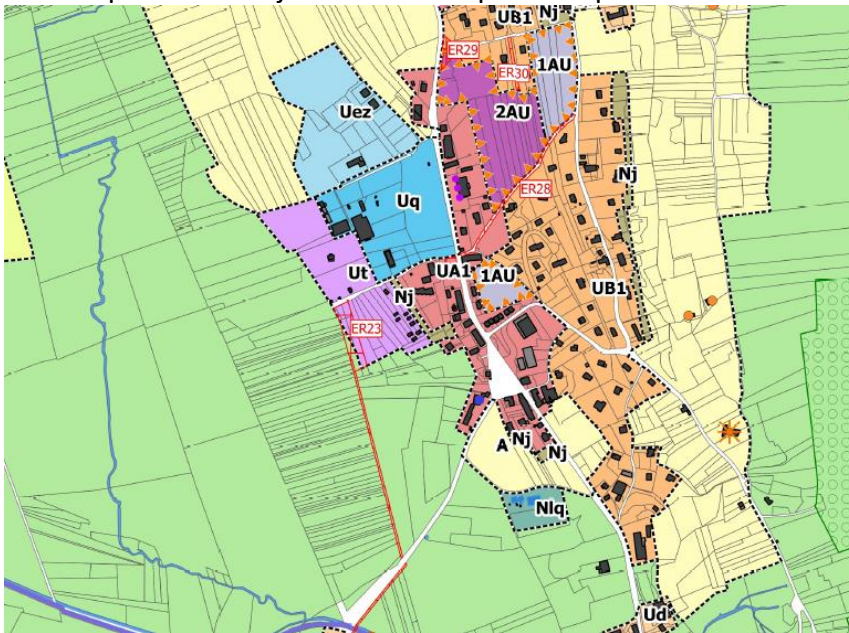 UB1
Nj
ER29
1AU
ER30
Uez
2AU
Nj
ER28
Uq
Ut
UA1
1AU
Nj
UB1
ER23
A
Nj
Nj
Nlq
Ud